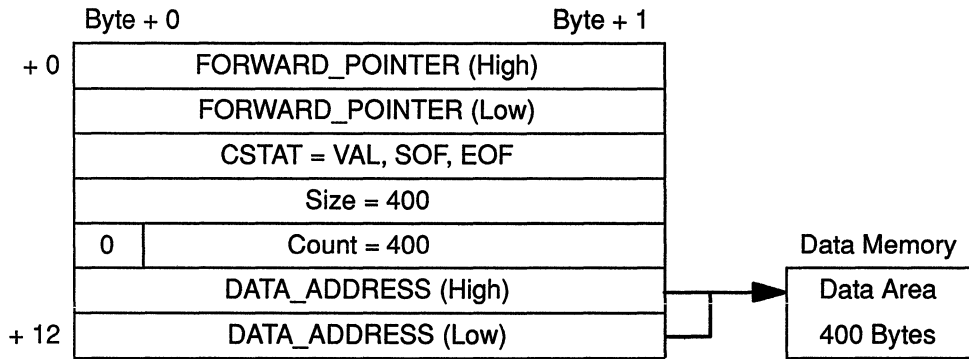 Byte + 0 Byte + 1
+ 0 FORWARD_POINTER (High)
FORWARD_POINTER (Low)
CSTAT = VAL, SOF, EOF
Size = 400
0 Count = 400 Data Memory
DATA_ADDRESS (High) Data Area
+ 12 DATA_ADDRESS (Low) 400 Bytes